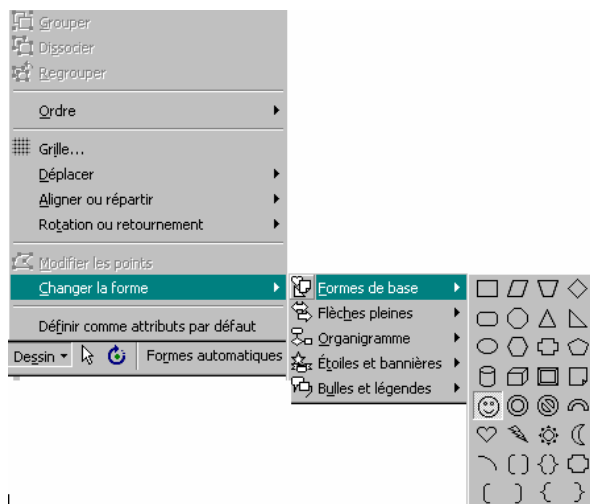 Grouper
Dissocier
Regrouper
Ordre
Grille...
Déplacer
Aligner ou répartir
Rotation ou retournement
Modifier les points
Changer la forme
Définir comme attributs par défaut
Dessin
Formes automatiques
Formes de base
Flèches pleines
Organigramme
Étoiles et bannières
Bulles et légendes